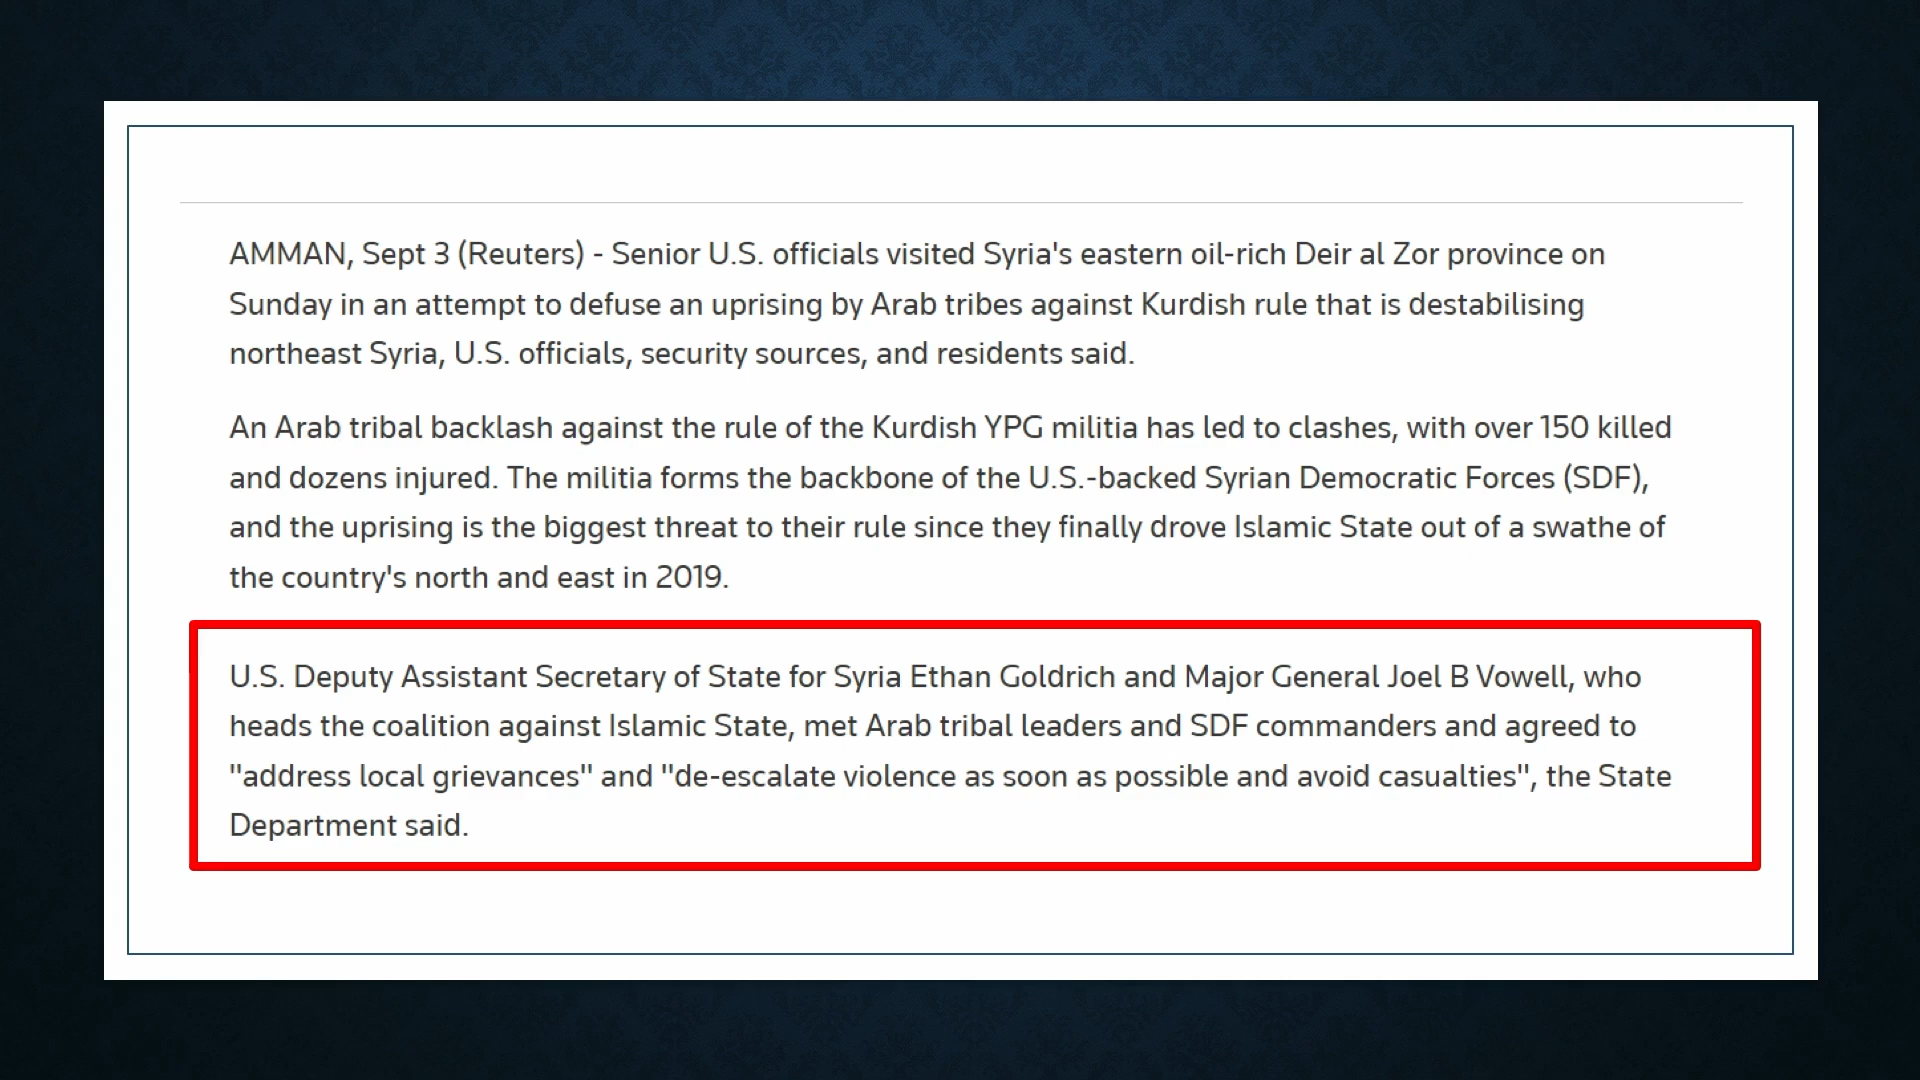 AMMAN, Sept 3 (Reuters) - Senior U.S. officials visited Syria's eastern oil-rich Deir al Zor province on
Sunday in an attempt to defuse an uprising by Arab tribes against Kurdish rule that is destabilising
northeast Syria, U.S. officials, security sources, and residents said.
An Arab tribal backlash against the rule of the Kurdish YPG militia has led to clashes, with over 150 killed
and dozens injured. The militia forms the backbone of the U.S.-backed Syrian Democratic Forces (SDF),
and the uprising is the biggest threat to their rule since they finally drove Islamic State out of a swathe of
the country's north and east in 2019.
U.S. Deputy Assistant Secretary of State for Syria Ethan Goldrich and Major General Joel B Vowell, who
heads the coalition against Islamic State, met Arab tribal leaders and SDF commanders and agreed to
"address local grievances" and "de-escalate violence as soon as possible and avoid casualties", the State
Department said.